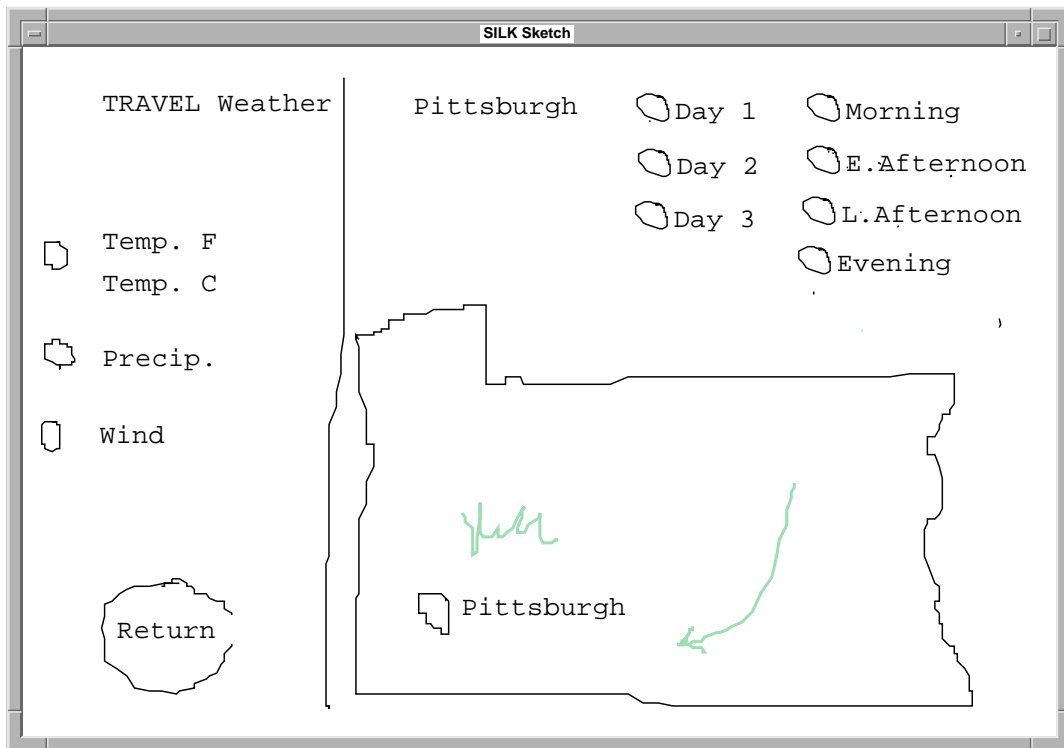 SILK Sketch
TRAVEL Weather
Pittsburgh
Day 1
Day 2
Day 3
Morning
E.Afternoon
L.Afternoon
Evening
Temp. F
Temp. C
Precip.
Wind
Return
Pittsburgh